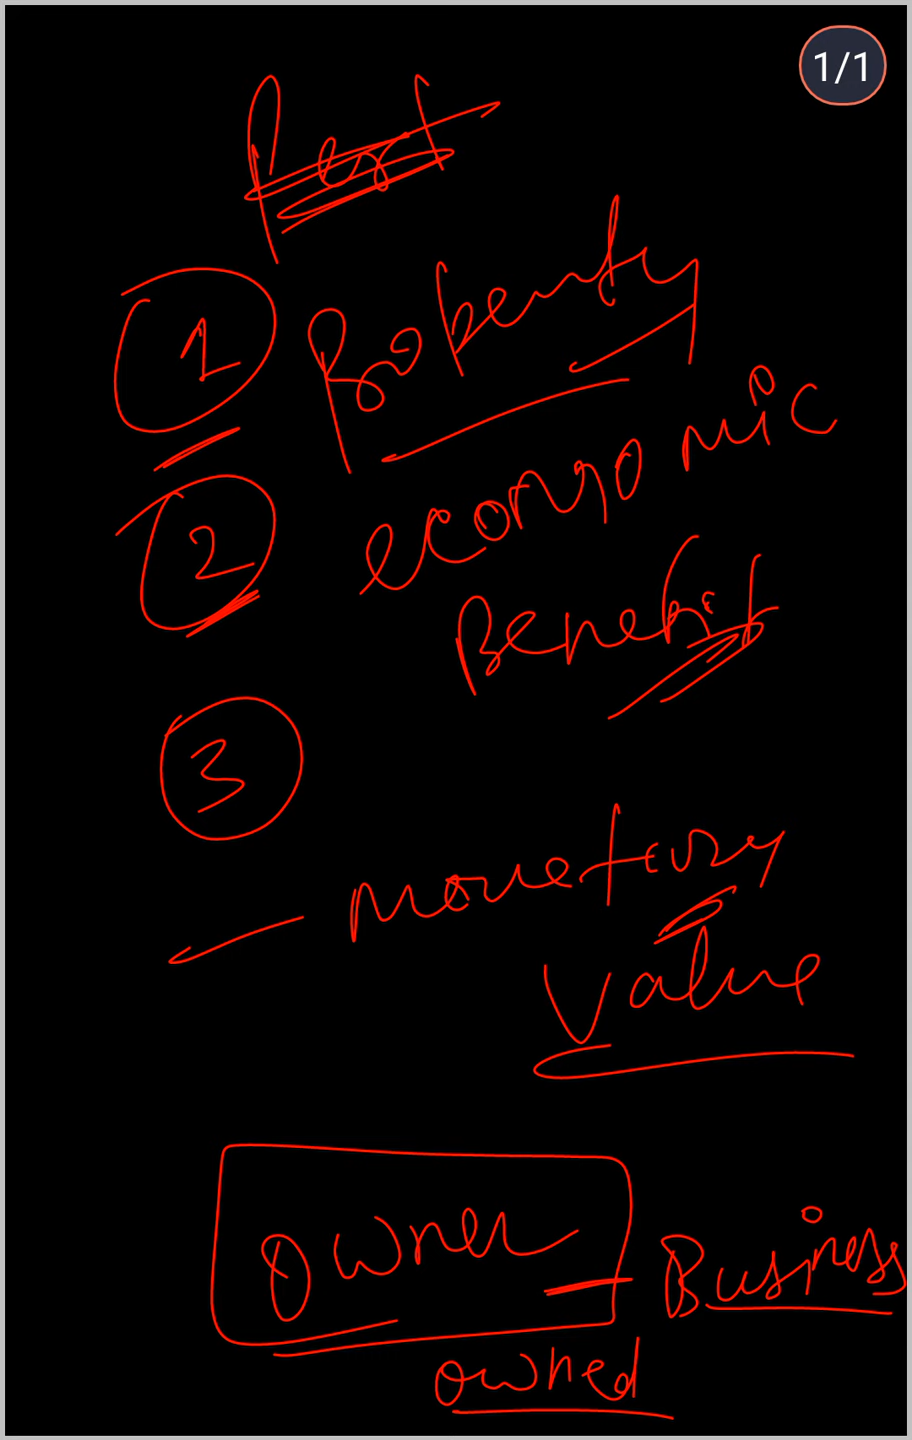 1/1
1 Property
2 economic
Benefit
3
monetary
Value
Owner Business
owned